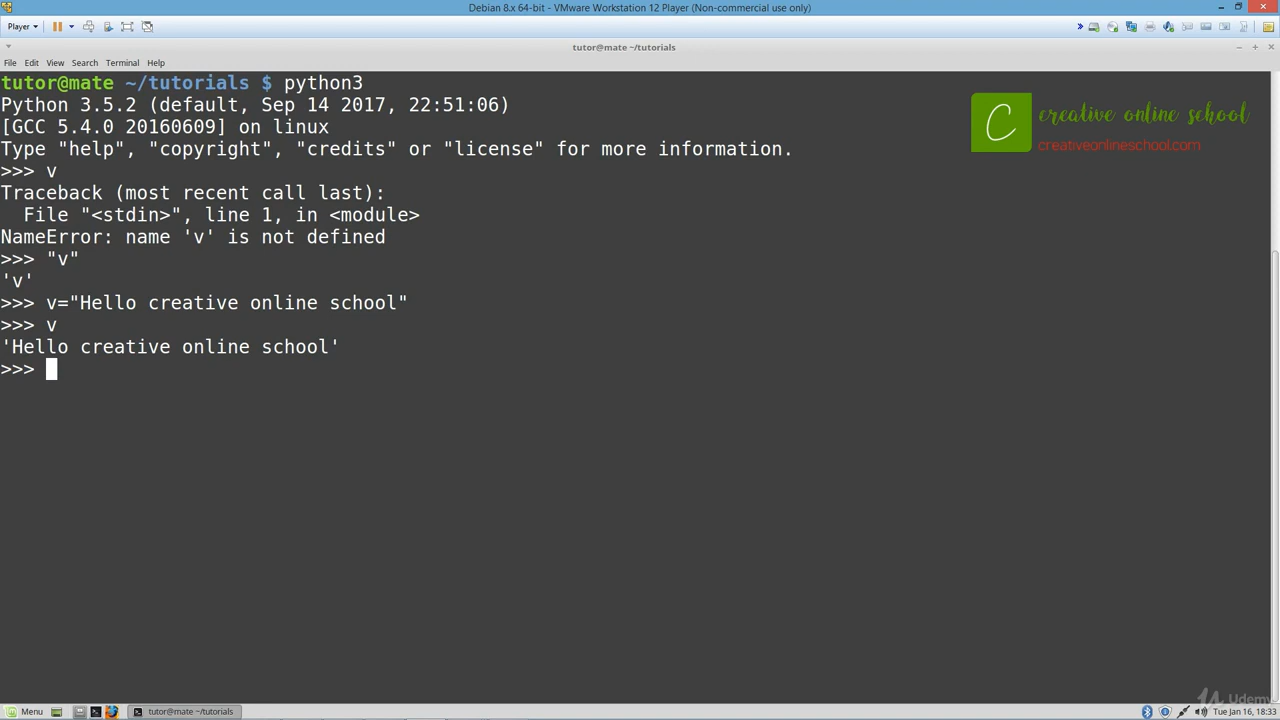 Debian 8.x 64-bit - VMware Workstation 12 Player (Non-commercial use only)
Player
tutor@mate ~/tutorials
File Edit View Search Terminal Help
tutor@mate ~/tutorials $ python3
Python 3.5.2 (default, Sep 14 2017, 22:51:06)
[GCC 5.4.0 20160609] on linux
Type "help", "copyright", "credits" or "license" for more information.
>>> v
Traceback (most recent call last):
  File "<stdin>", line 1, in <module>
NameError: name 'v' is not defined
>>> "v"
'v'
>>> v="Hello creative online school"
>>> v
'Hello creative online school'
>>>
C creative online school
creativeonlineschool.com
Udemy
Menu tutor@mate ~/tutorials Tue Jan 16, 18:33